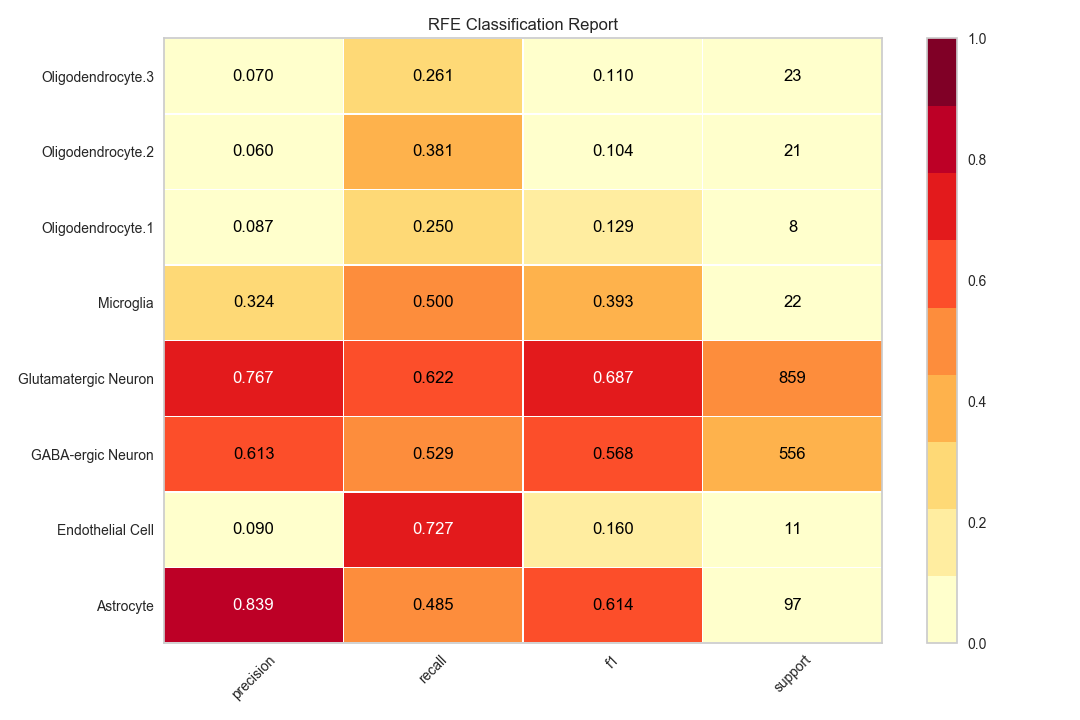 RFE Classification Report
Oligodendrocyte.3 0.070 0.261 0.110 23
Oligodendrocyte.2 0.060 0.381 0.104 21
Oligodendrocyte.1 0.087 0.250 0.129 8
Microglia 0.324 0.500 0.393 22
Glutamatergic Neuron 0.767 0.622 0.687 859
GABA-ergic Neuron 0.613 0.529 0.568 556
Endothelial Cell 0.090 0.727 0.160 11
Astrocyte 0.839 0.485 0.614 97
precision recall f1 support
1.0
0.8
0.6
0.4
0.2
0.0